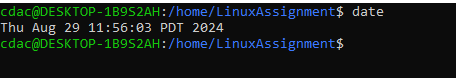 cdac@DESKTOP-1B9S2AH:/home/LinuxAssignment$ date
Thu Aug 29 11:56:03 PDT 2024
cdac@DESKTOP-1B9S2AH:/home/LinuxAssignment$